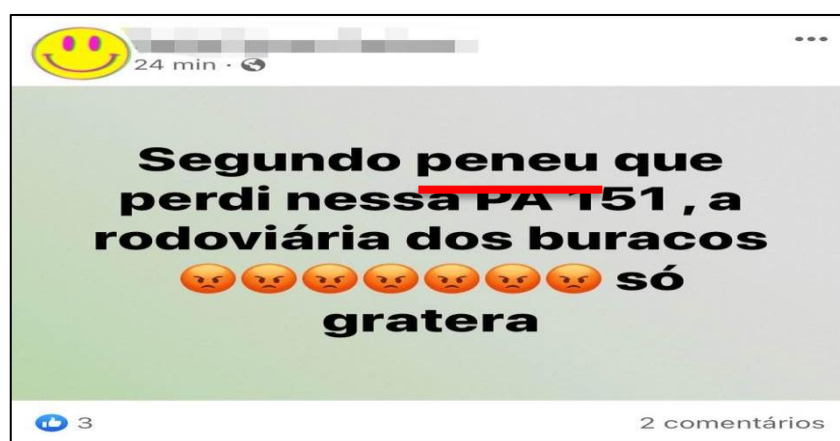 24 min ·
Segundo peneu que
perdi nessa PA 151 , a
rodoviária dos buracos
😡😡😡😡😡😡😡 só
gratera
3
2 comentários